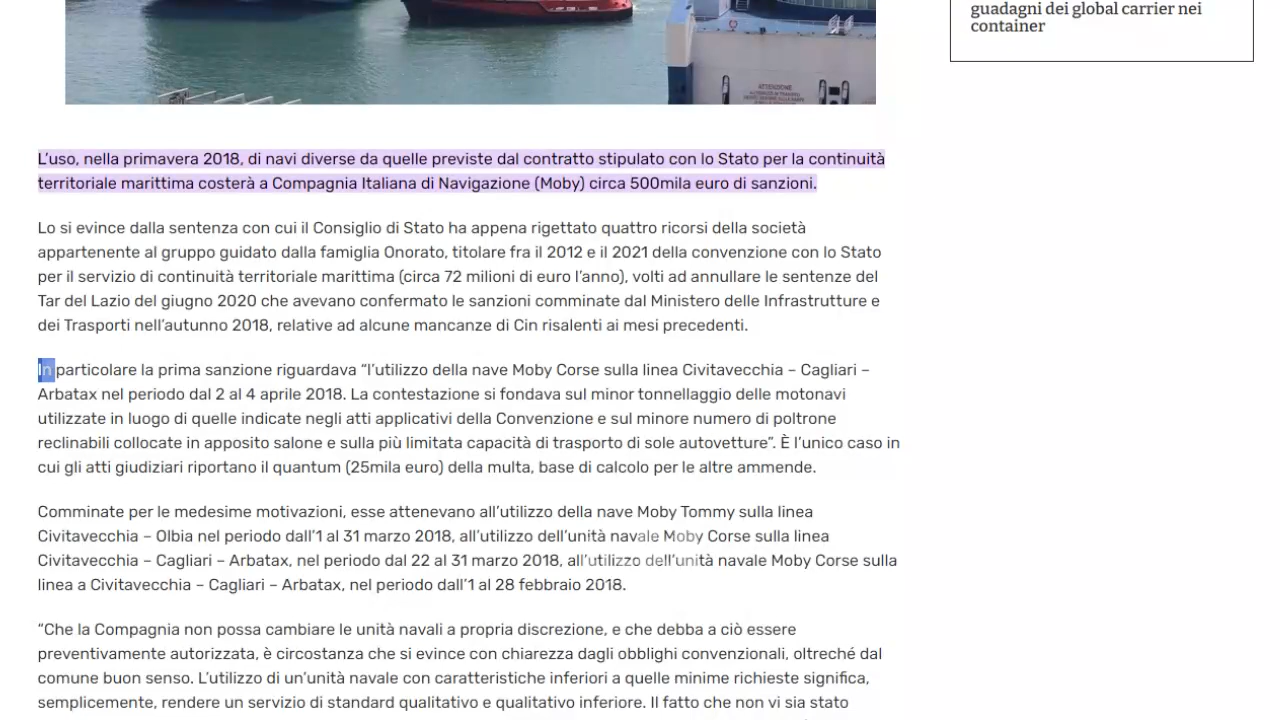 guadagni dei global carrier nei
container
ATTENZIONE
L’uso, nella primavera 2018, di navi diverse da quelle previste dal contratto stipulato con lo Stato per la continuità
territoriale marittima costerà a Compagnia Italiana di Navigazione (Moby) circa 500mila euro di sanzioni.
Lo si evince dalla sentenza con cui il Consiglio di Stato ha appena rigettato quattro ricorsi della società
appartenente al gruppo guidato dalla famiglia Onorato, titolare fra il 2012 e il 2021 della convenzione con lo Stato
per il servizio di continuità territoriale marittima (circa 72 milioni di euro l’anno), volti ad annullare le sentenze del
Tar del Lazio del giugno 2020 che avevano confermato le sanzioni comminate dal Ministero delle Infrastrutture e
dei Trasporti nell’autunno 2018, relative ad alcune mancanze di Cin risalenti ai mesi precedenti.
In particolare la prima sanzione riguardava “l’utilizzo della nave Moby Corse sulla linea Civitavecchia – Cagliari –
Arbatax nel periodo dal 2 al 4 aprile 2018. La contestazione si fondava sul minor tonnellaggio delle motonavi
utilizzate in luogo di quelle indicate negli atti applicativi della Convenzione e sul minore numero di poltrone
reclinabili collocate in apposito salone e sulla più limitata capacità di trasporto di sole autovetture”. È l’unico caso in
cui gli atti giudiziari riportano il quantum (25mila euro) della multa, base di calcolo per le altre ammende.
Comminate per le medesime motivazioni, esse attenevano all’utilizzo della nave Moby Tommy sulla linea
Civitavecchia – Olbia nel periodo dall’1 al 31 marzo 2018, all’utilizzo dell’unità navale Moby Corse sulla linea
Civitavecchia – Cagliari – Arbatax, nel periodo dal 22 al 31 marzo 2018, all’utilizzo dell’unità navale Moby Corse sulla
linea a Civitavecchia – Cagliari – Arbatax, nel periodo dall’1 al 28 febbraio 2018.
“Che la Compagnia non possa cambiare le unità navali a propria discrezione, e che debba a ciò essere
preventivamente autorizzata, è circostanza che si evince con chiarezza dagli obblighi convenzionali, oltreché dal
comune buon senso. L’utilizzo di un’unità navale con caratteristiche inferiori a quelle minime richieste significa,
semplicemente, rendere un servizio di standard qualitativo e qualitativo inferiore. Il fatto che non vi sia stato